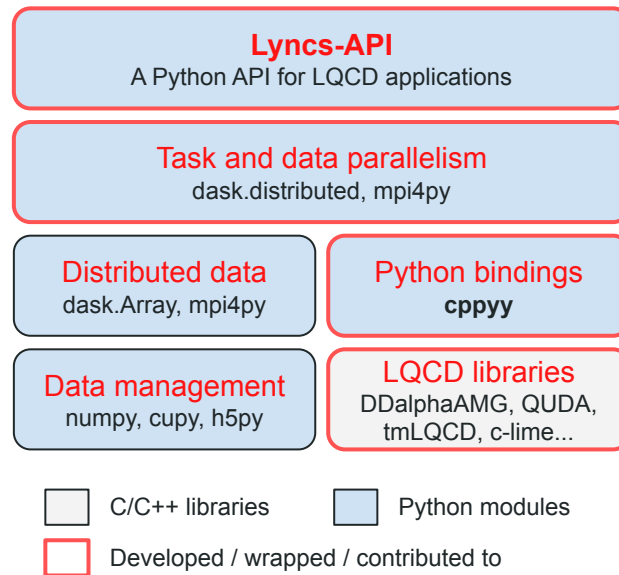 Lyncs-API
A Python API for LQCD applications
Task and data parallelism
dask.distributed, mpi4py
Distributed data
dask.Array, mpi4py
Python bindings
cppyy
Data management
numpy, cupy, h5py
LQCD libraries
DDalphaAMG, QUDA,
tmLQCD, c-lime...
C/C++ libraries
Python modules
Developed / wrapped / contributed to